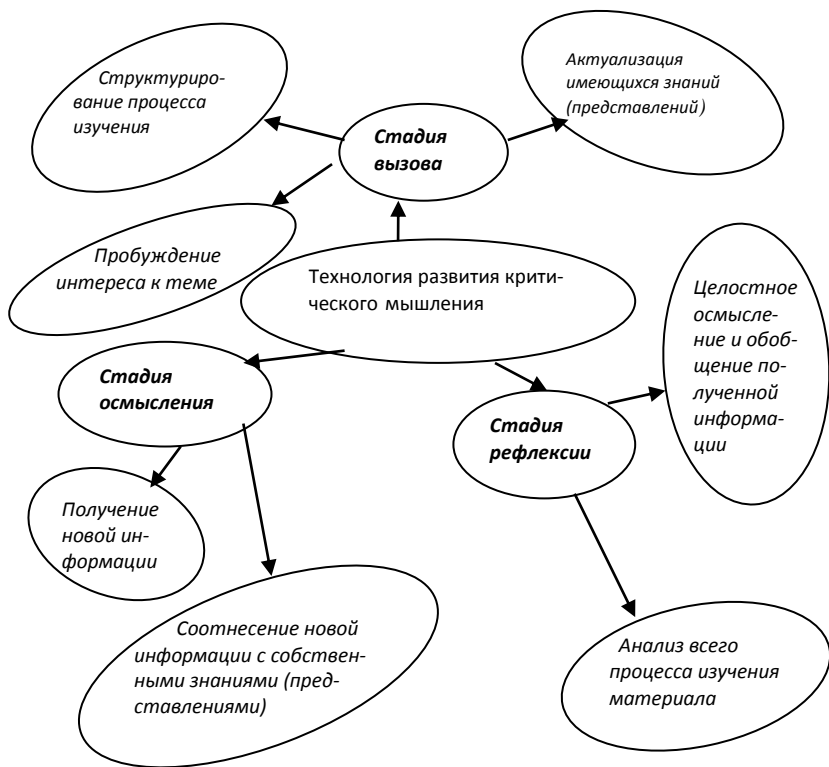 Структуриро-
вание процесса
изучения
Актуализация
имеющихся знаний
(представлений)
Стадия
вызова
Пробуждение
интереса к теме
Технология развития крити-
ческого мышления
Целостное
осмысле-
ние и обоб-
щение по-
лученной
информа-
ции
Стадия
осмысления
Стадия
рефлексии
Получение
новой ин-
формации
Соотнесение новой
информации с собствен-
ными знаниями (пред-
ставлениями)
Анализ всего
процесса изучения
материала